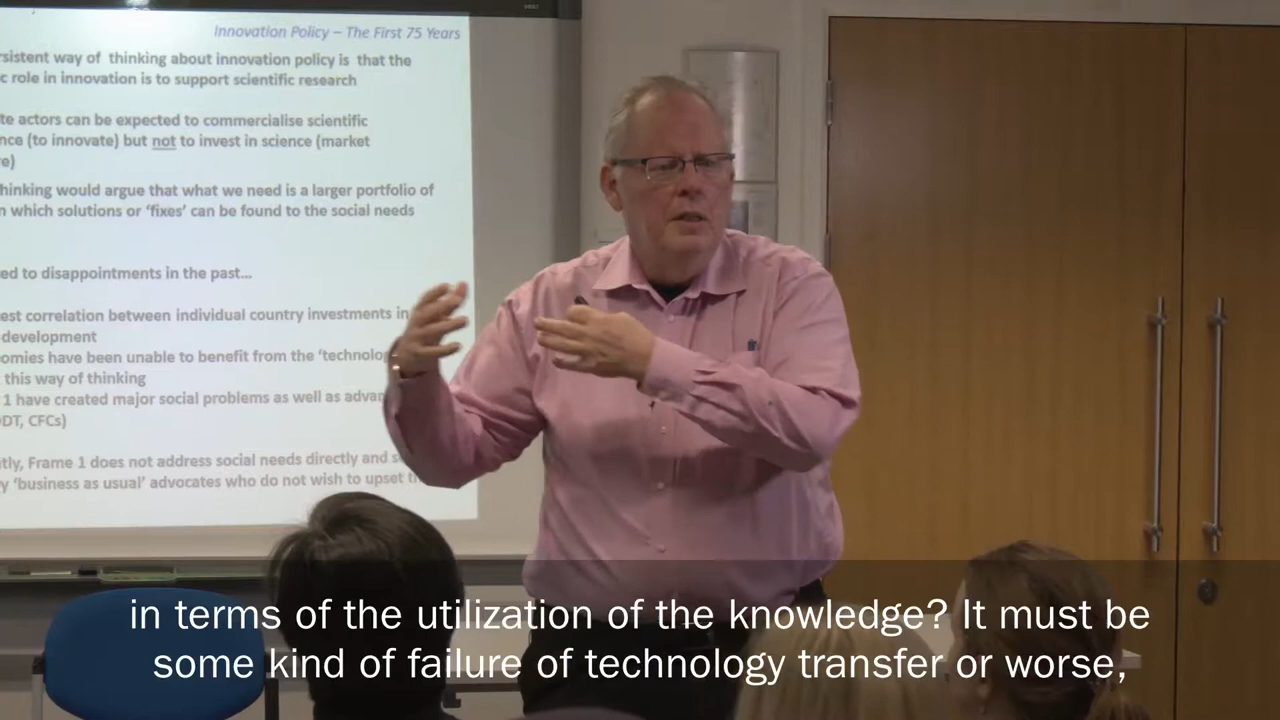 Innovation Policy – The First 75 Years
sistent way of thinking about innovation policy is that the
c role in innovation is to support scientific research
te actors can be expected to commercialise scientific
nce (to innovate) but not to invest in science (market
e)
hinking would argue that what we need is a larger portfolio of
n which solutions or ‘fixes’ can be found to the social needs
ed to disappointments in the past...
est correlation between individual country investments in
development
omies have been unable to benefit from the ‘technolog
this way of thinking
1 have created major social problems as well as advan
DDT, CFCs)
tly, Frame 1 does not address social needs directly and s
y ‘business as usual’ advocates who do not wish to upset t
in terms of the utilization of the knowledge? It must be
some kind of failure of technology transfer or worse,